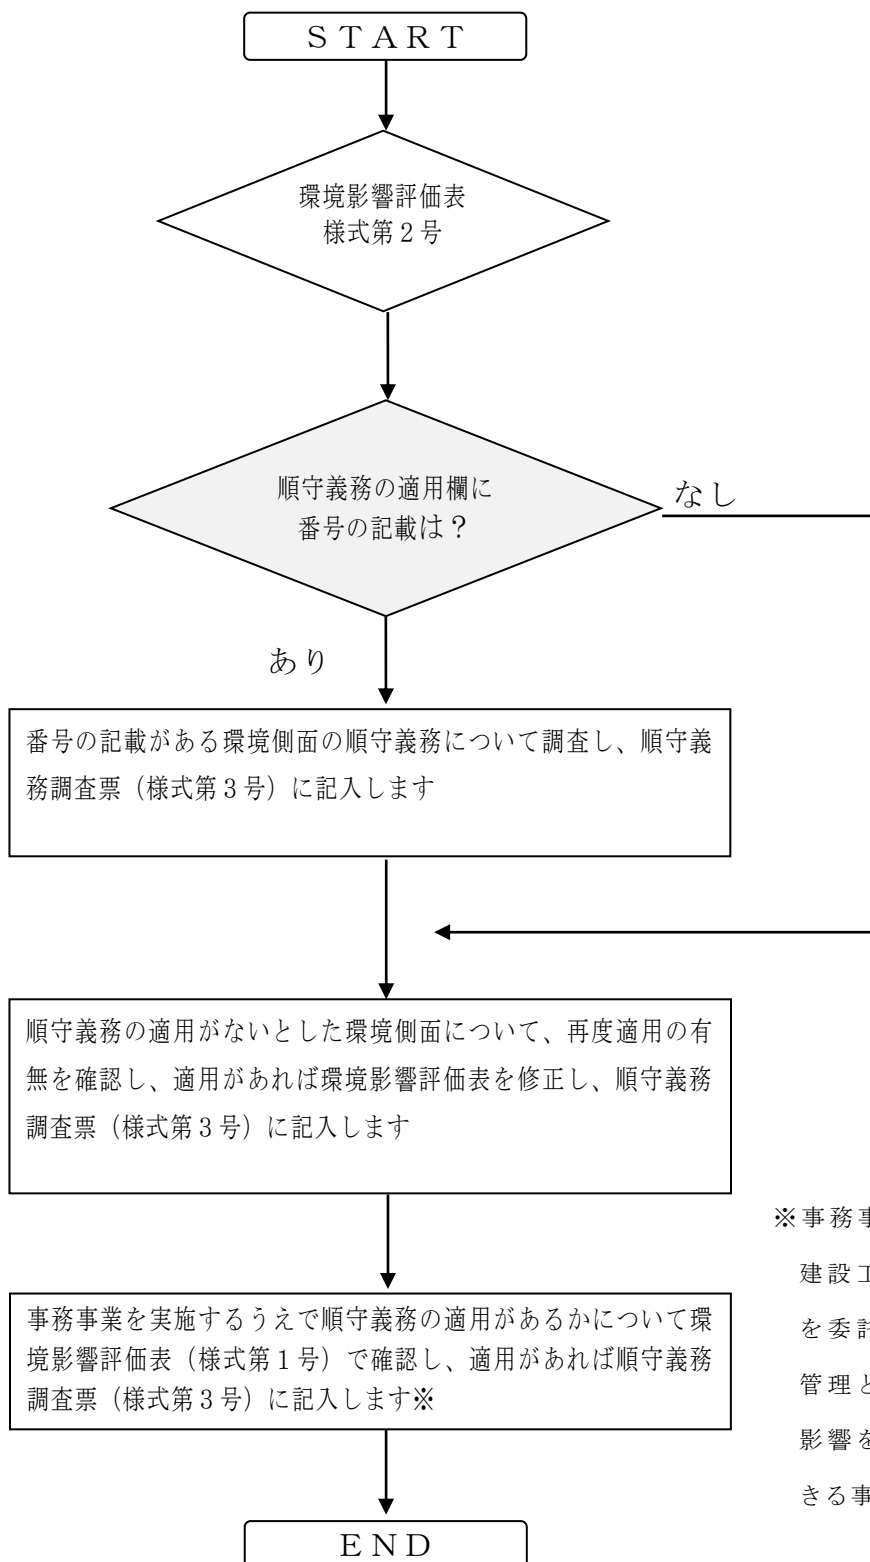 ＳＴＡＲＴ
環境影響評価表
様式第２号
順守義務の適用欄に
番号の記載は？
なし
あり
番号の記載がある環境側面の順守義務について調査し、順守義
務調査票（様式第３号）に記入します
順守義務の適用がないとした環境側面について、再度適用の有
無を確認し、適用があれば環境影響評価表を修正し、順守義務
調査票（様式第３号）に記入します
事務事業を実施するうえで順守義務の適用があるかについて環
境影響評価表（様式第１号）で確認し、適用があれば順守義務
調査票（様式第３号）に記入します※
※事務事
建設工
を委託
管理と
影響を
きる事
ＥＮＤ